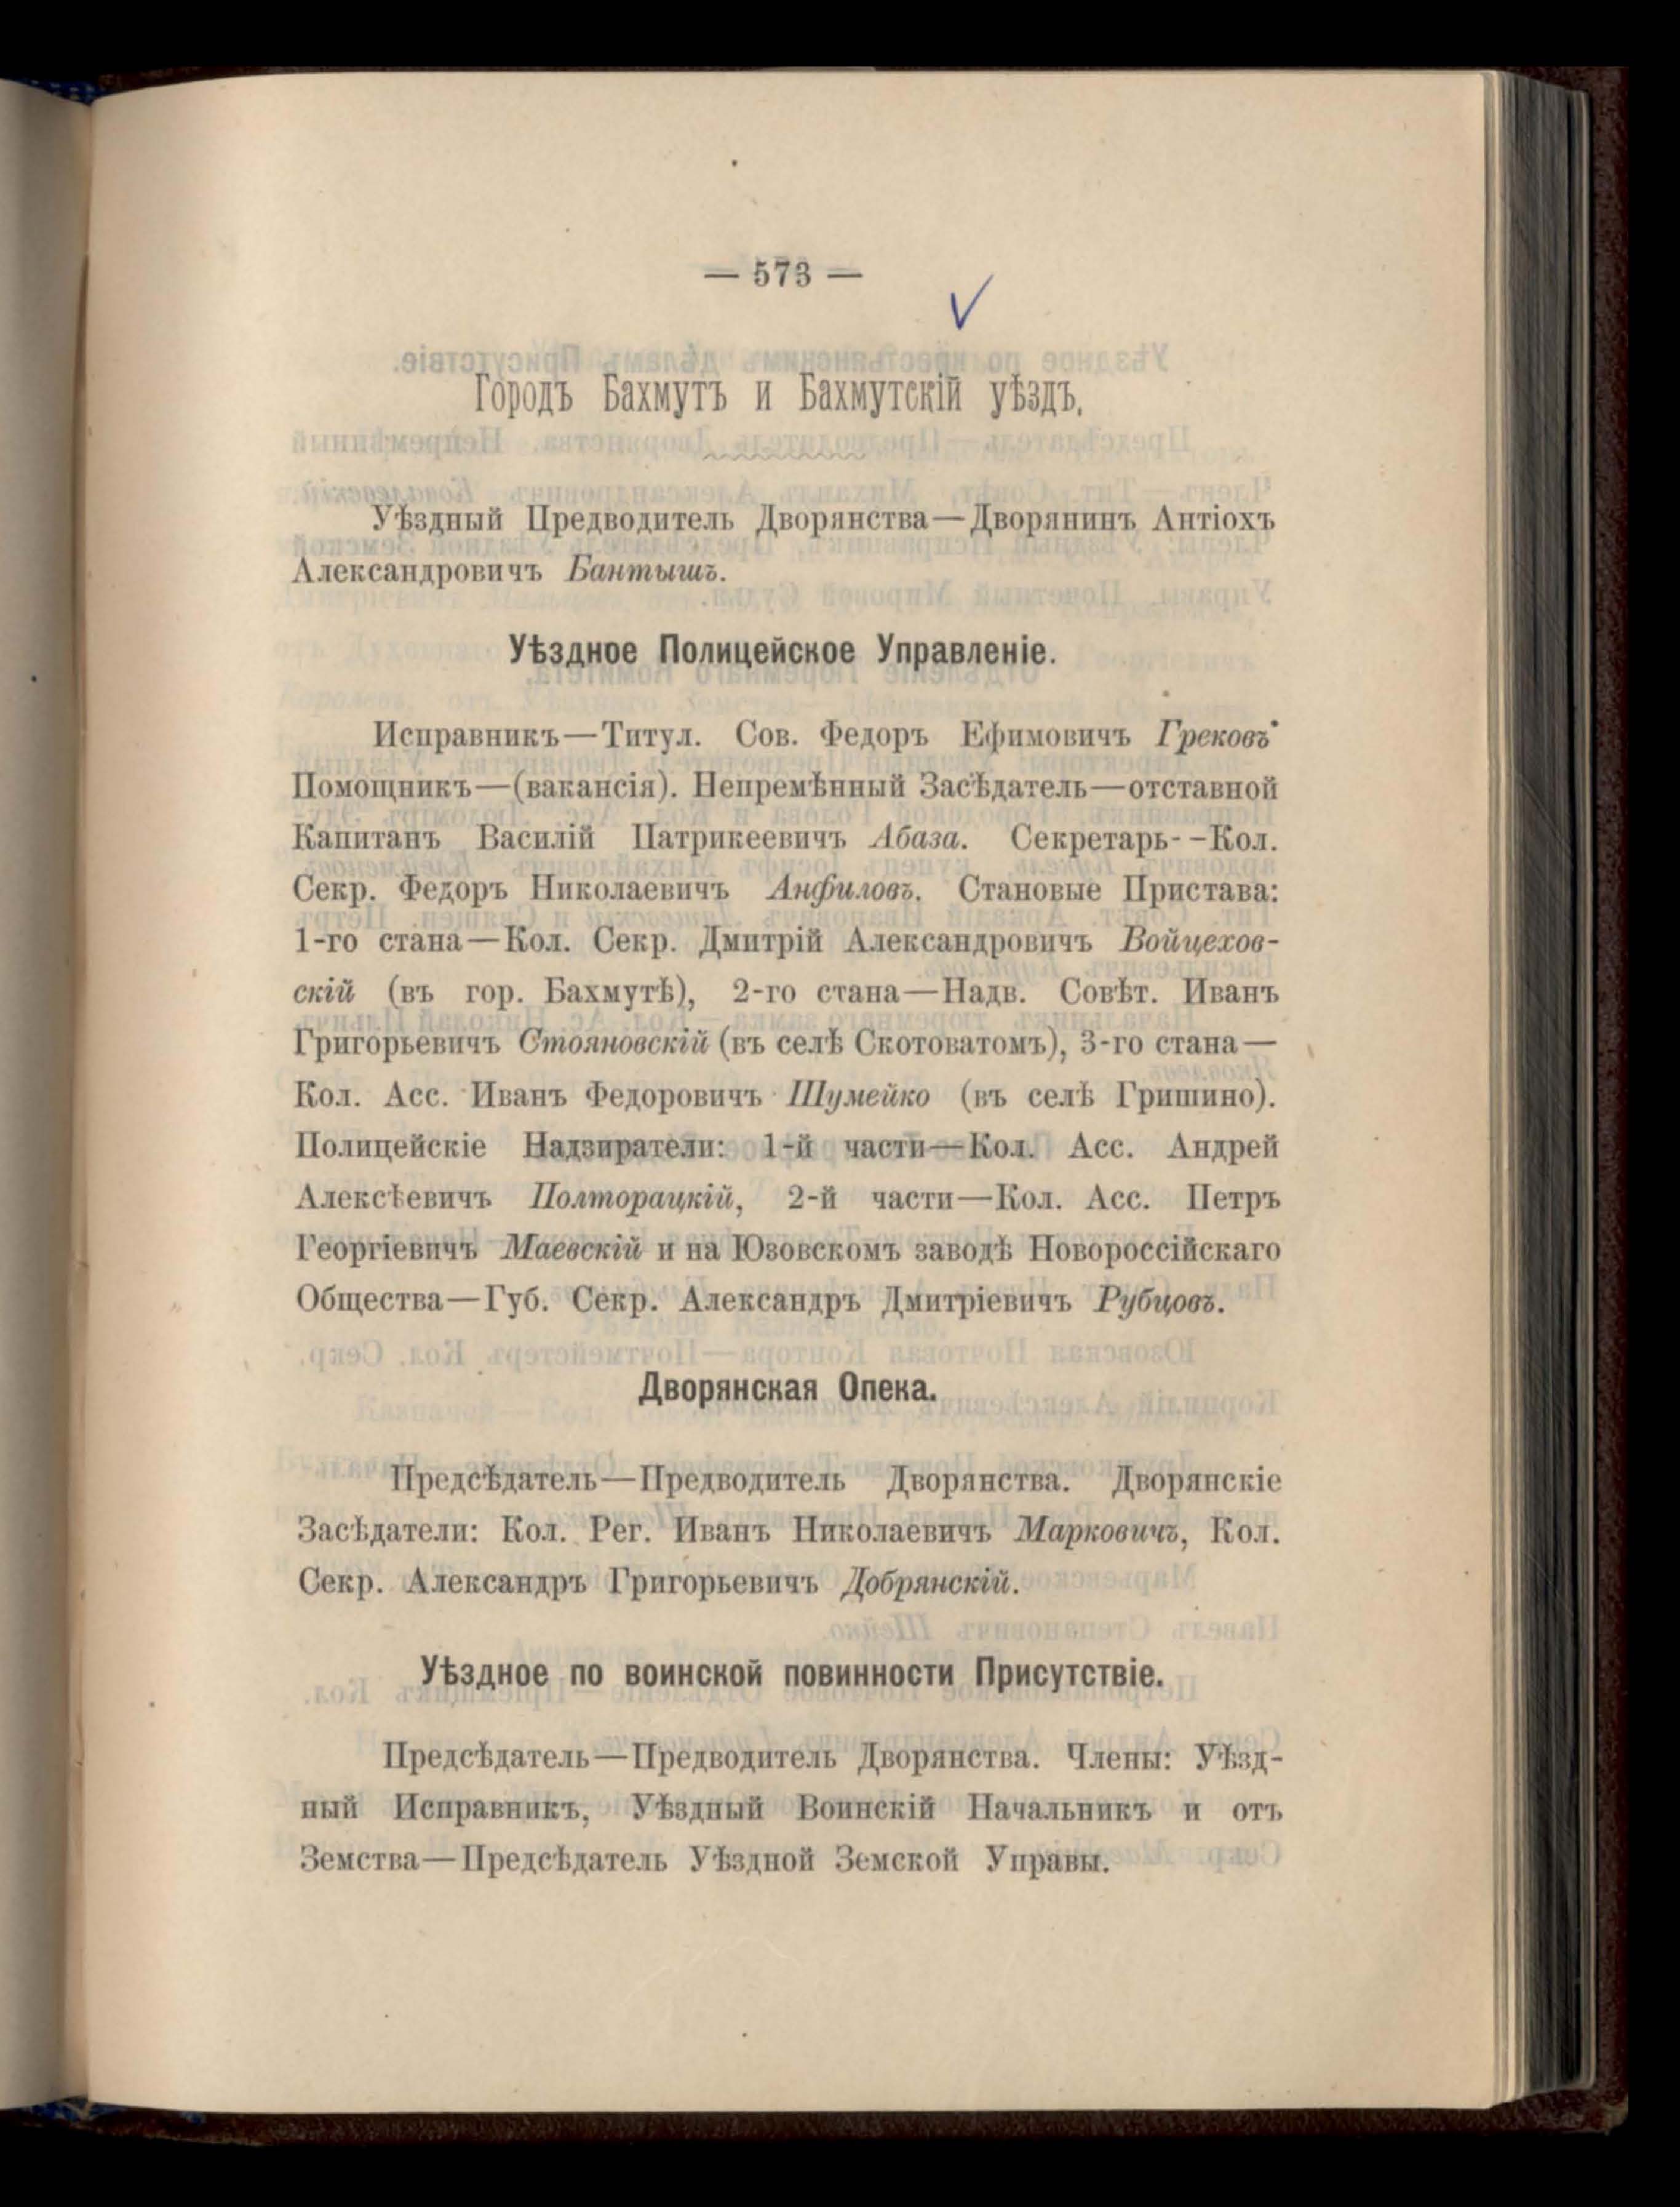 — 573 —
Городъ Бахмутъ и Бахмутскій уѣздъ.
Уѣздный Предводитель Дворянства—Дворянинъ Антіохъ
Александровичъ Бантышъ.
Уѣздное Полицейское Управленіе.
Исправникъ—Титул. Сов. Федоръ Ефимовичъ Грековъ
Помощникъ—(вакансія). Непремѣнный Засѣдатель—отставной
Капитанъ Василій Патрикеевичъ Абаза. Секретарь--Кол.
Секр. Федоръ Николаевичъ Анфиловъ. Становые Пристава:
1-го стана—Кол. Секр. Дмитрій Александровичъ Войцехов-
скій (въ гор. Бахмутѣ), 2-го стана—Надв. Совѣт. Иванъ
Григорьевичъ Стояновскій (въ селѣ Скотоватомъ), 3-го стана—
Кол. Асс. Иванъ Федоровичъ Шумейко (въ селѣ Гришино).
Полицейскіе Надзиратели: 1-й части—Кол. Асс. Андрей
Алексѣевичъ Полторацкій, 2-й части—Кол. Асс. Петръ
Георгіевичъ Маевскій и на Юзовскомъ заводѣ Новороссійскаго
Общества—Губ. Секр. Александръ Дмитріевичъ Рубцовъ.
Дворянская Опека.
Предсѣдатель—Предводитель Дворянства. Дворянскіе
Засѣдатели: Кол. Рег. Иванъ Николаевичъ Марковичъ, Кол.
Секр. Александръ Григорьевичъ Добрянскій.
Уѣздное по воинской повинности Присутствіе.
Предсѣдатель—Предводитель Дворянства. Члены: Уѣзд-
ный Исправникъ, Уѣздный Воинскій Начальникъ и отъ
Земства—Предсѣдатель Уѣздной Земской Управы.